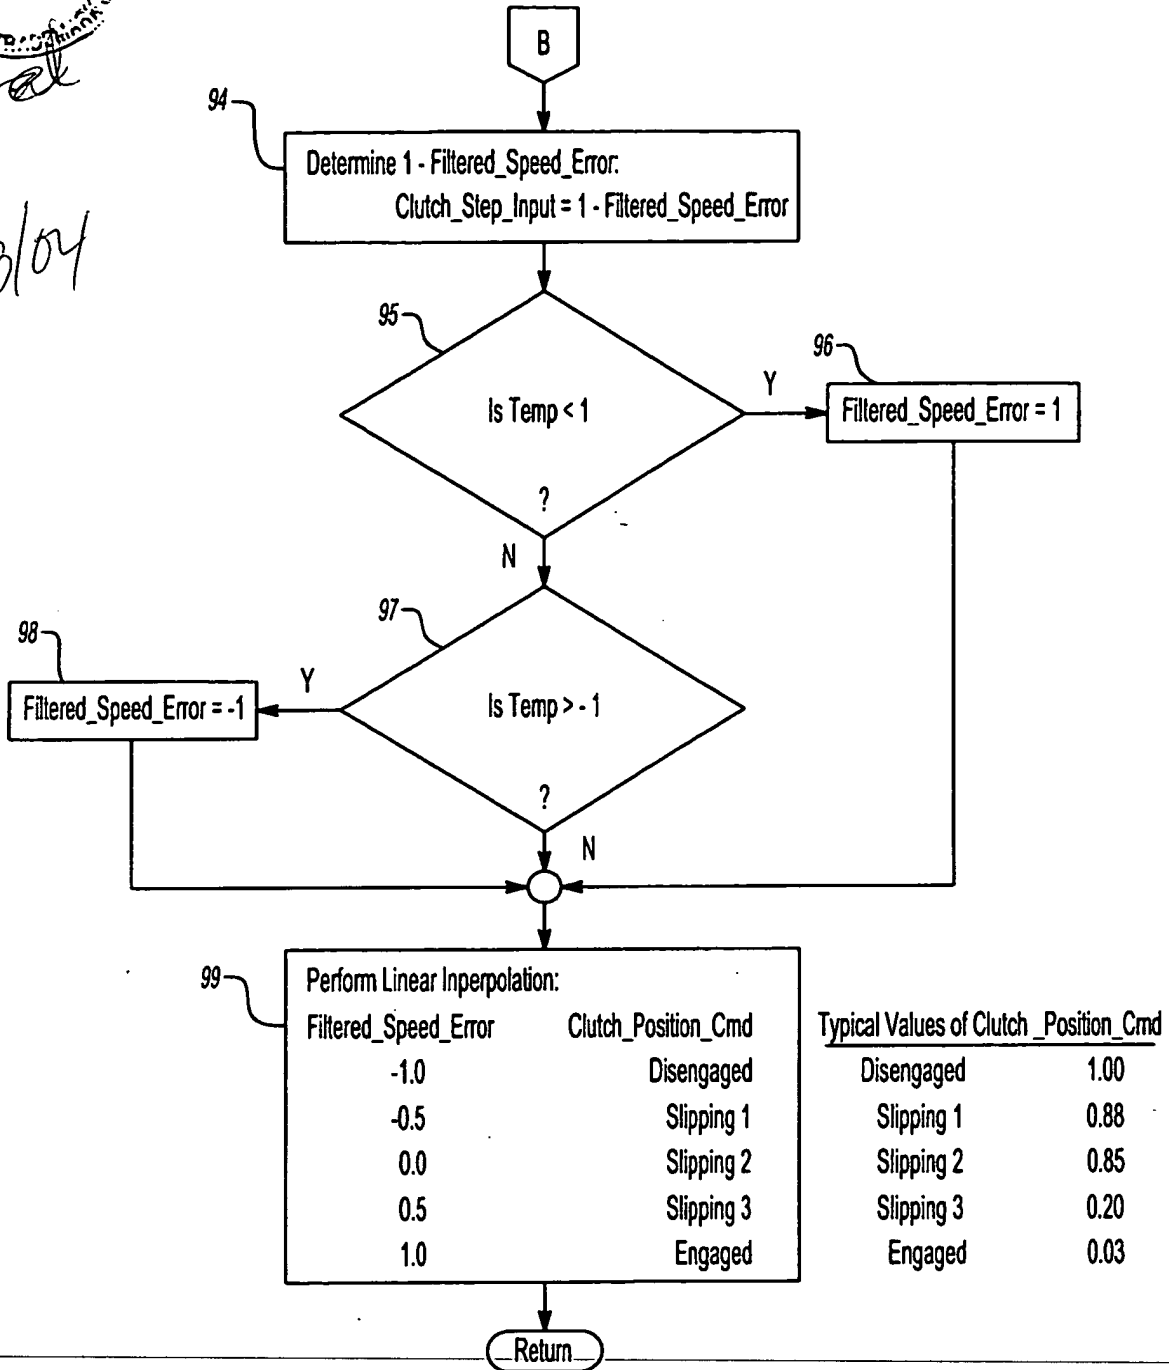 B
94
Determine 1 - Filtered_Speed_Error:
Clutch_Step_Input = 1 - Filtered_Speed_Error
3/04
95
Is Temp < 1
?
Y
96
Filtered_Speed_Error = 1
N
97
Is Temp > - 1
?
Y
98
Filtered_Speed_Error = -1
N
99
Perform Linear Inperpolation:
Filtered_Speed_Error Clutch_Position_Cmd
-1.0 Disengaged
-0.5 Slipping 1
0.0 Slipping 2
0.5 Slipping 3
1.0 Engaged
Typical Values of Clutch _Position_Cmd
Disengaged 1.00
Slipping 1 0.88
Slipping 2 0.85
Slipping 3 0.20
Engaged 0.03
Return